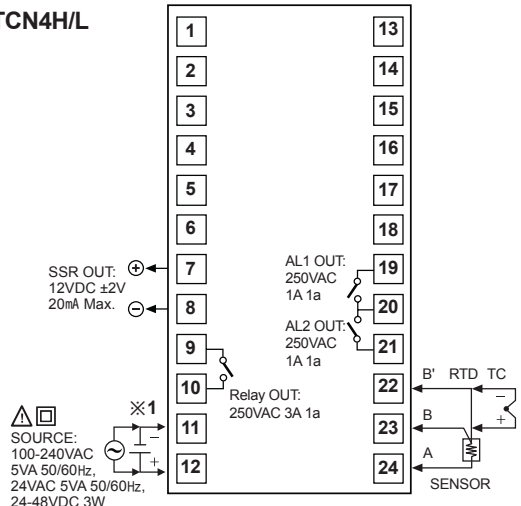 TCN4H/L
1
2
3
4
5
6
7
8
9
10
11
12
13
14
15
16
17
18
19
20
21
22
23
24
SSR OUT:
12VDC ±2V
20mA Max.
Relay OUT:
250VAC 3A 1a
※1
SOURCE:
100-240VAC
5VA 50/60Hz,
24VAC 5VA 50/60Hz,
24-48VDC 3W
AL1 OUT:
250VAC
1A 1a
AL2 OUT:
250VAC
1A 1a
B' RTD TC
B
A
SENSOR